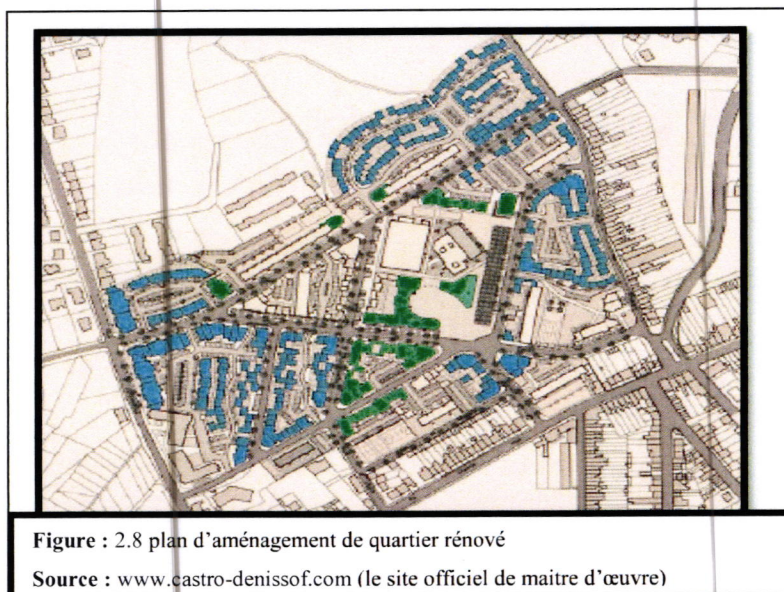 Figure : 2.8 plan d'aménagement de quartier rénové
Source : www.castro-denissof.com (le site officiel de maitre d'œuvre)